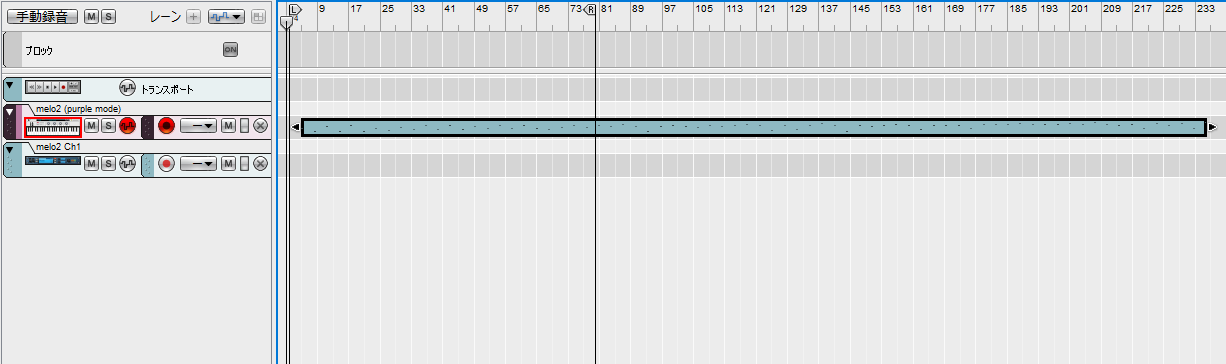 手動録音 M S レーン
L 9 17 25 33 41 49 57 65 73 R 81 89 97 105 113 121 129 137 145 153 161 169 177 185 193 201 209 217 225 233
4
ブロック ON
トランスポート
melo2 (purple mode)
M S M
melo2 Ch1
M S M